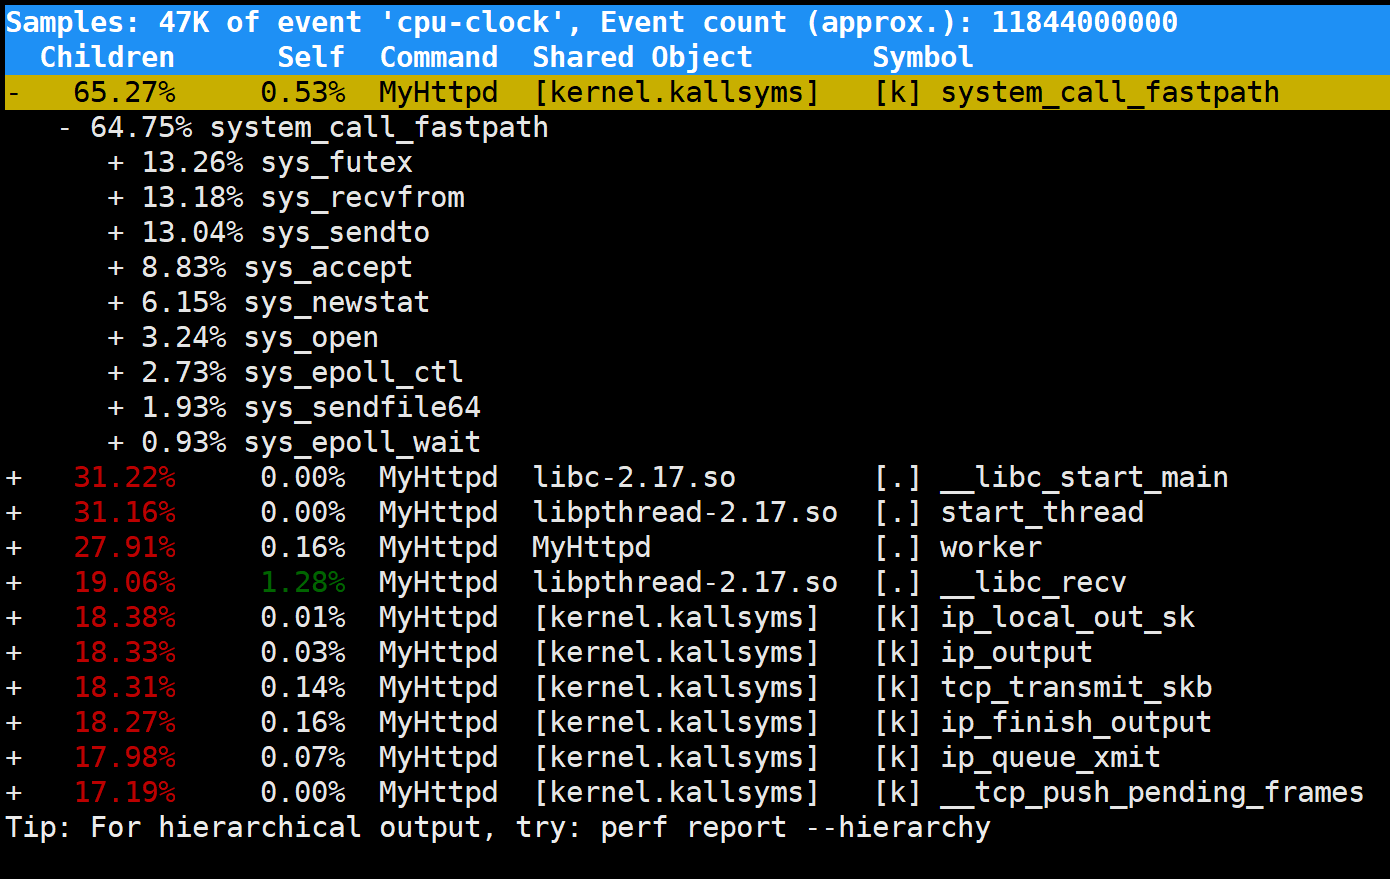 Samples: 47K of event 'cpu-clock', Event count (approx.): 11844000000
  Children      Self  Command  Shared Object       Symbol
-   65.27%     0.53%  MyHttpd  [kernel.kallsyms]   [k] system_call_fastpath
   - 64.75% system_call_fastpath
      + 13.26% sys_futex
      + 13.18% sys_recvfrom
      + 13.04% sys_sendto
      + 8.83% sys_accept
      + 6.15% sys_newstat
      + 3.24% sys_open
      + 2.73% sys_epoll_ctl
      + 1.93% sys_sendfile64
      + 0.93% sys_epoll_wait
+   31.22%     0.00%  MyHttpd  libc-2.17.so        [.] __libc_start_main
+   31.16%     0.00%  MyHttpd  libpthread-2.17.so  [.] start_thread
+   27.91%     0.16%  MyHttpd  MyHttpd             [.] worker
+   19.06%     1.28%  MyHttpd  libpthread-2.17.so  [.] __libc_recv
+   18.38%     0.01%  MyHttpd  [kernel.kallsyms]   [k] ip_local_out_sk
+   18.33%     0.03%  MyHttpd  [kernel.kallsyms]   [k] ip_output
+   18.31%     0.14%  MyHttpd  [kernel.kallsyms]   [k] tcp_transmit_skb
+   18.27%     0.16%  MyHttpd  [kernel.kallsyms]   [k] ip_finish_output
+   17.98%     0.07%  MyHttpd  [kernel.kallsyms]   [k] ip_queue_xmit
+   17.19%     0.00%  MyHttpd  [kernel.kallsyms]   [k] __tcp_push_pending_frames
Tip: For hierarchical output, try: perf report --hierarchy